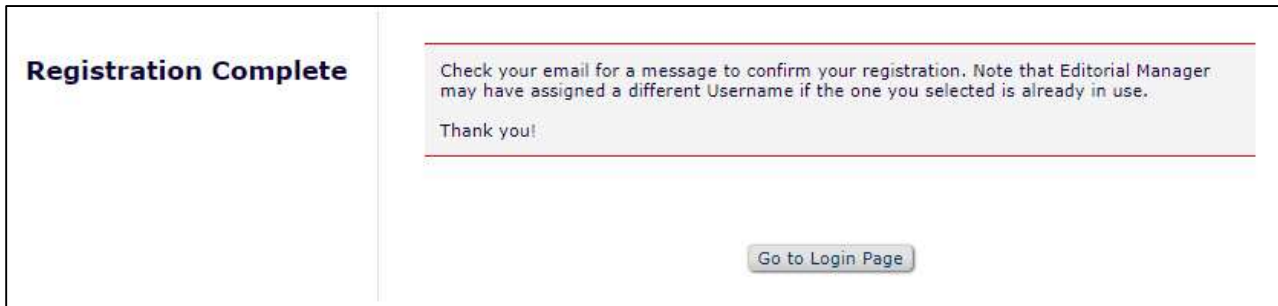 Registration Complete
Check your email for a message to confirm your registration. Note that Editorial Manager
may have assigned a different Username if the one you selected is already in use.
Thank you!
Go to Login Page